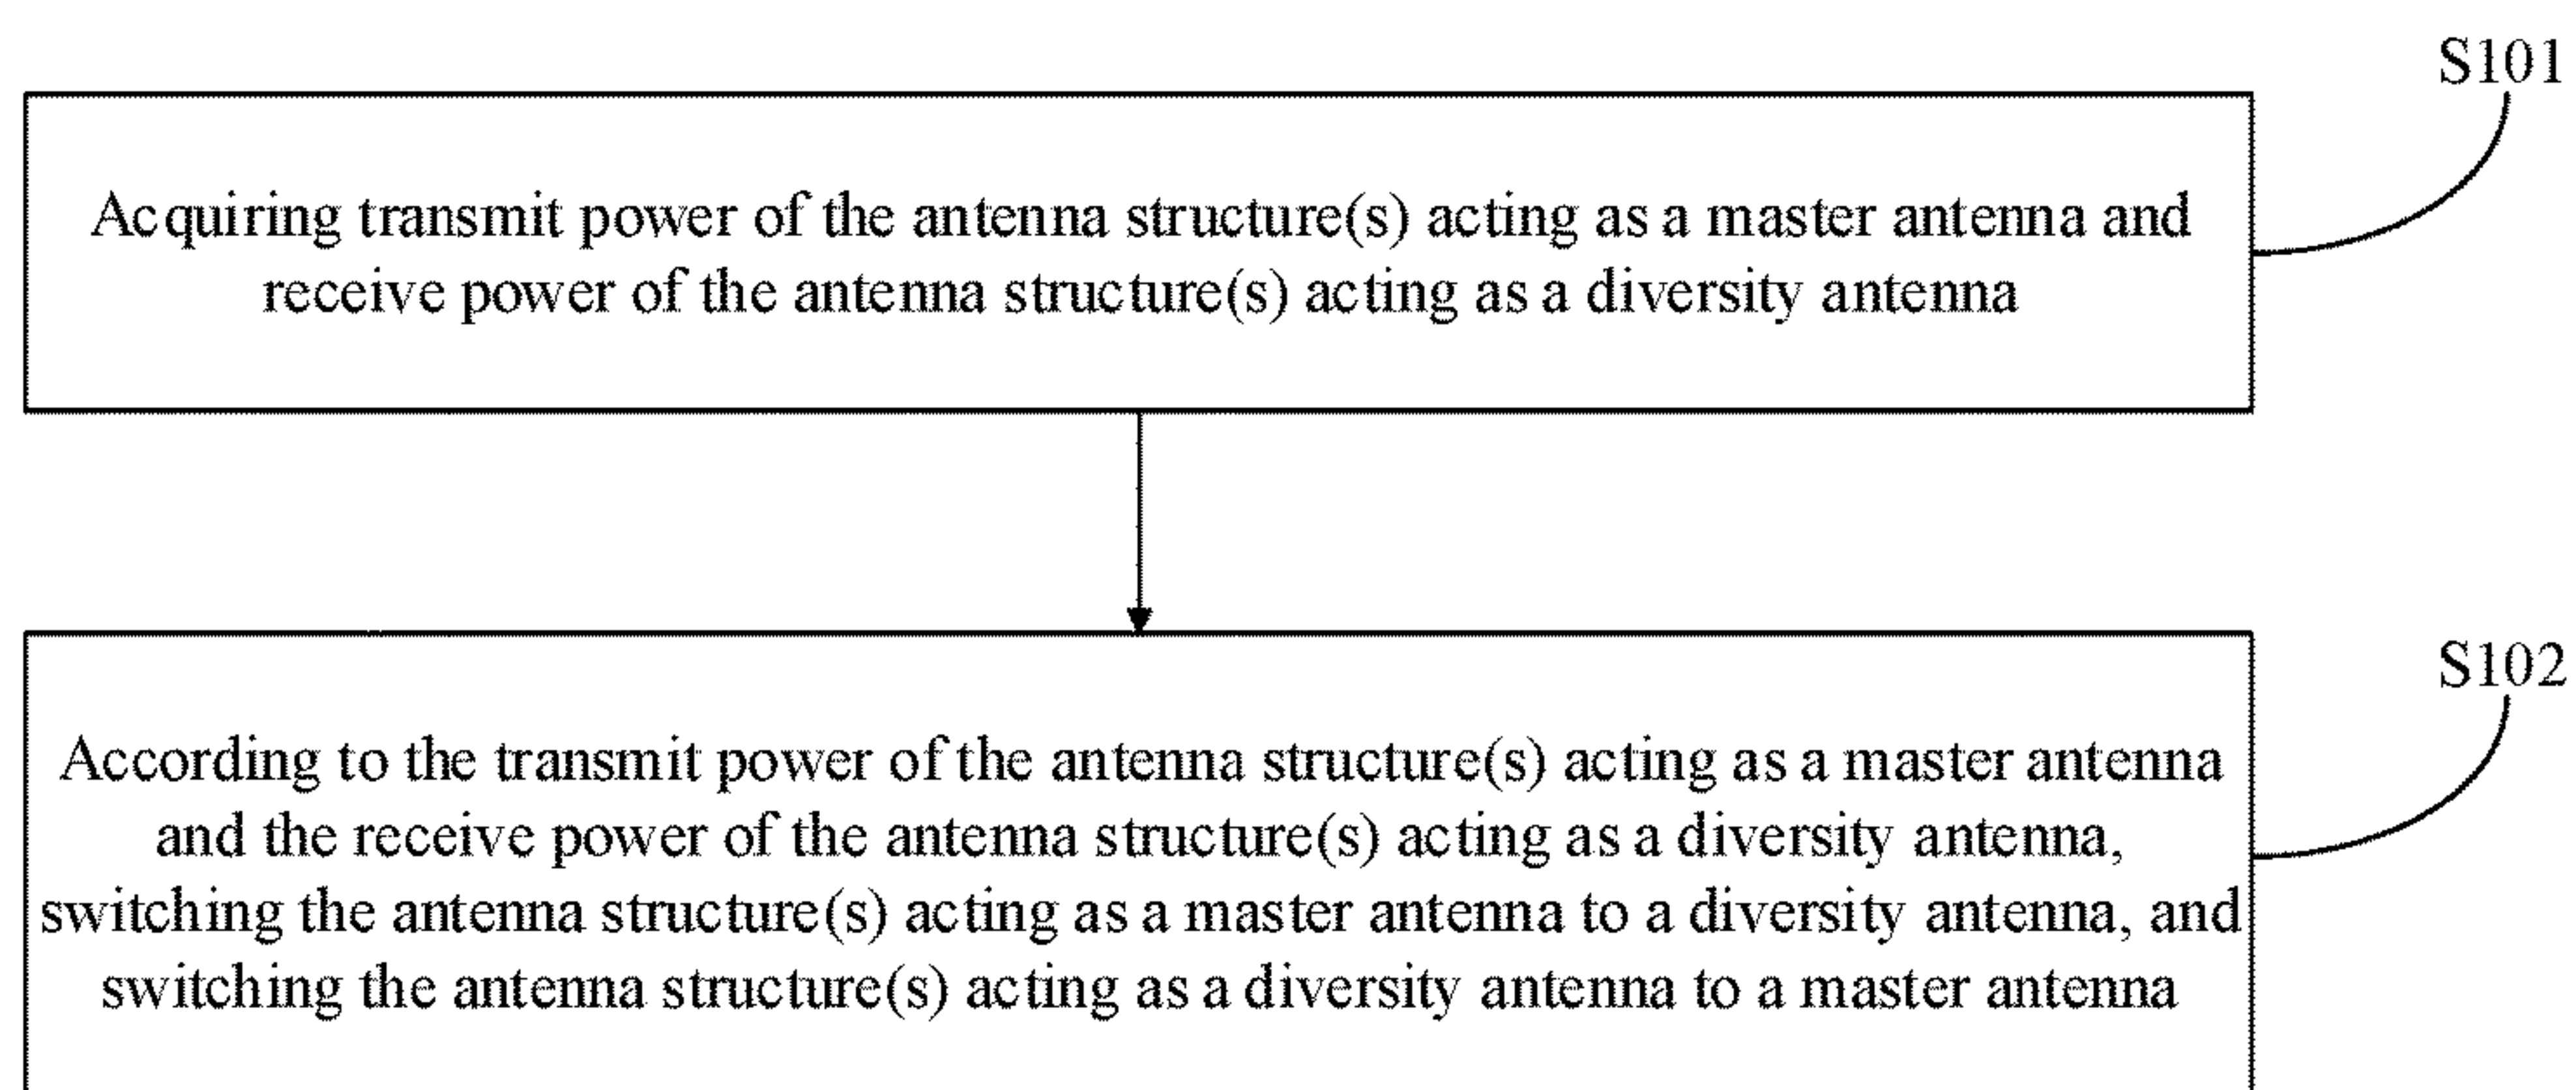 S101
Acquiring transmit power of the antenna structure(s) acting as a master antenna and
receive power of the antenna structure(s) acting as a diversity antenna
S102
According to the transmit power of the antenna structure(s) acting as a master antenna
and the receive power of the antenna structure(s) acting as a diversity antenna,
switching the antenna structure(s) acting as a master antenna to a diversity antenna, and
switching the antenna structure(s) acting as a diversity antenna to a master antenna